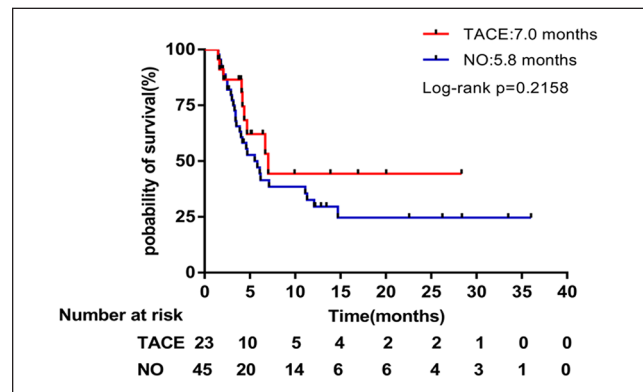 TACE:7.0 months
NO:5.8 months
Log-rank p=0.2158
pobability of survival(%)
100
75
50
25
0
0 5 10 15 20 25 30 35 40
Time(months)
Number at risk
TACE 23 10 5 4 2 2 1 0 0
NO 45 20 14 6 6 4 3 1 0